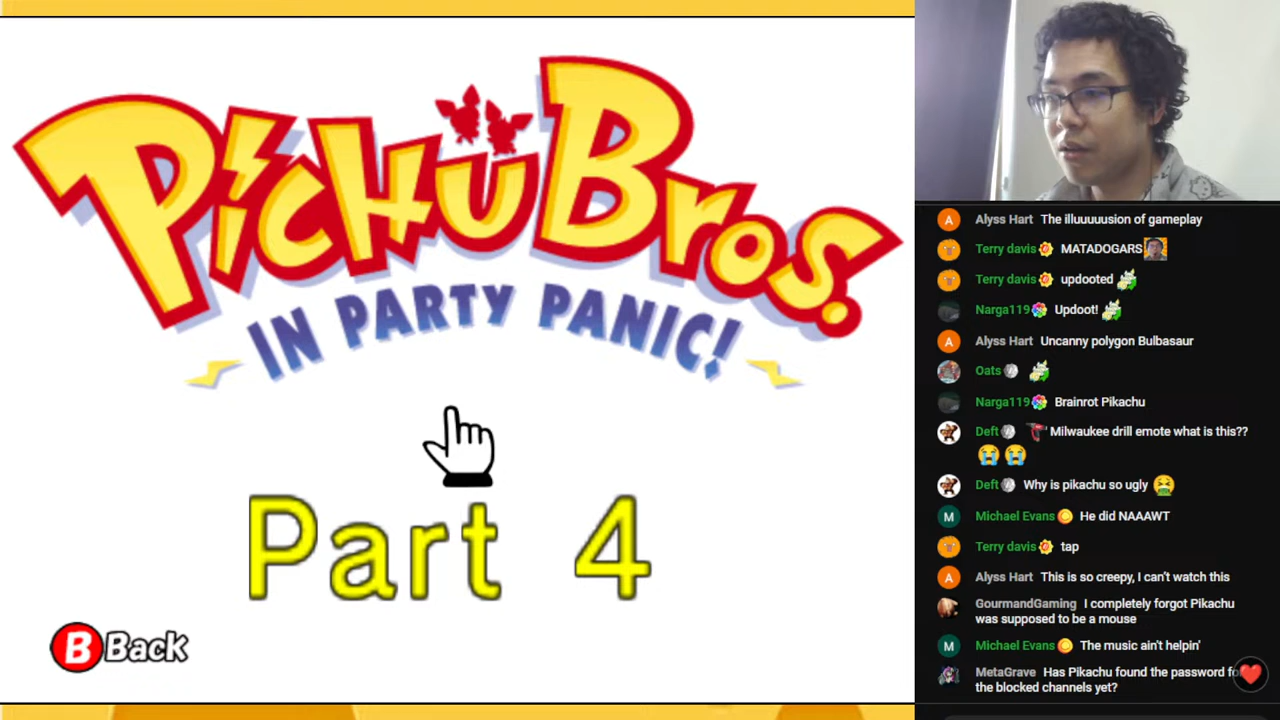 Pichu Bros.
IN PARTY PANIC!
Part 4
B Back
A Alyss Hart The illuuuuusion of gameplay
Terry davis MATADOGARS
Terry davis updooted
Narga119 Updoot!
A Alyss Hart Uncanny polygon Bulbasaur
Oats
Narga119 Brainrot Pikachu
Deft Milwaukee drill emote what is this??
Deft Why is pikachu so ugly
M Michael Evans He did NAAAWT
Terry davis tap
A Alyss Hart This is so creepy, I can't watch this
GourmandGaming I completely forgot Pikachu
was supposed to be a mouse
M Michael Evans The music ain't helpin'
MetaGrave Has Pikachu found the password
the blocked channels yet?